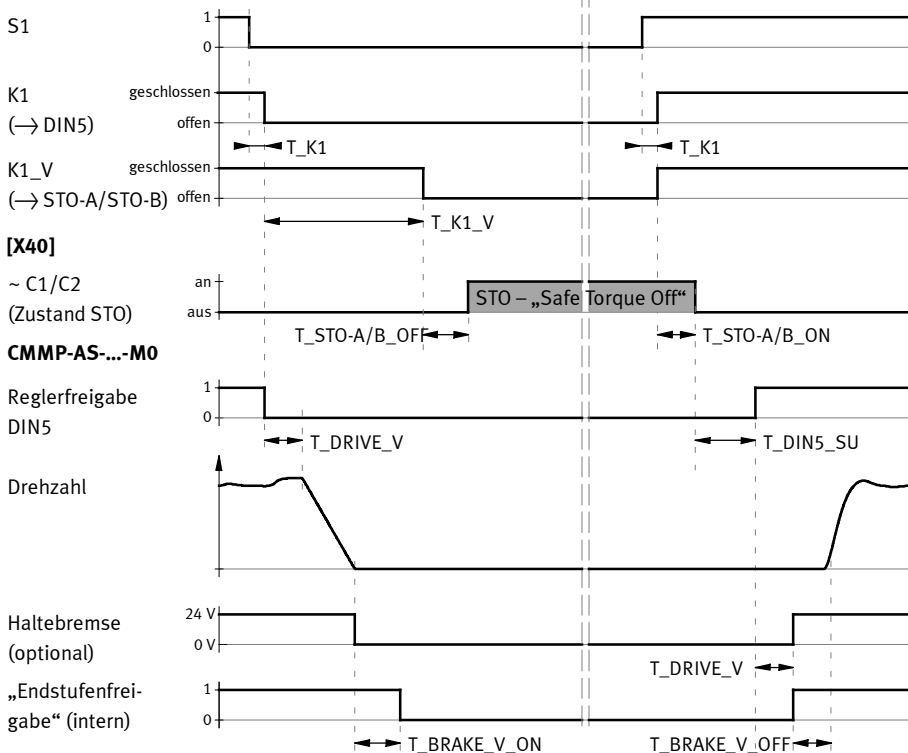 S1
1
0
K1
(→ DIN5)
geschlossen
offen
T_K1
T_K1
K1_V
(→ STO-A/STO-B)
geschlossen
offen
T_K1_V
[X40]
~ C1/C2
(Zustand STO)
an
aus
STO – „Safe Torque Off“
T_STO-A/B_OFF
T_STO-A/B_ON
CMMP-AS-...-M0
Reglerfreigabe
DIN5
1
0
T_DRIVE_V
T_DIN5_SU
Drehzahl
Haltebremse
(optional)
24 V
0 V
T_DRIVE_V
„Endstufenfrei-
gabe“ (intern)
1
0
T_BRAKE_V_ON
T_BRAKE_V_OFF